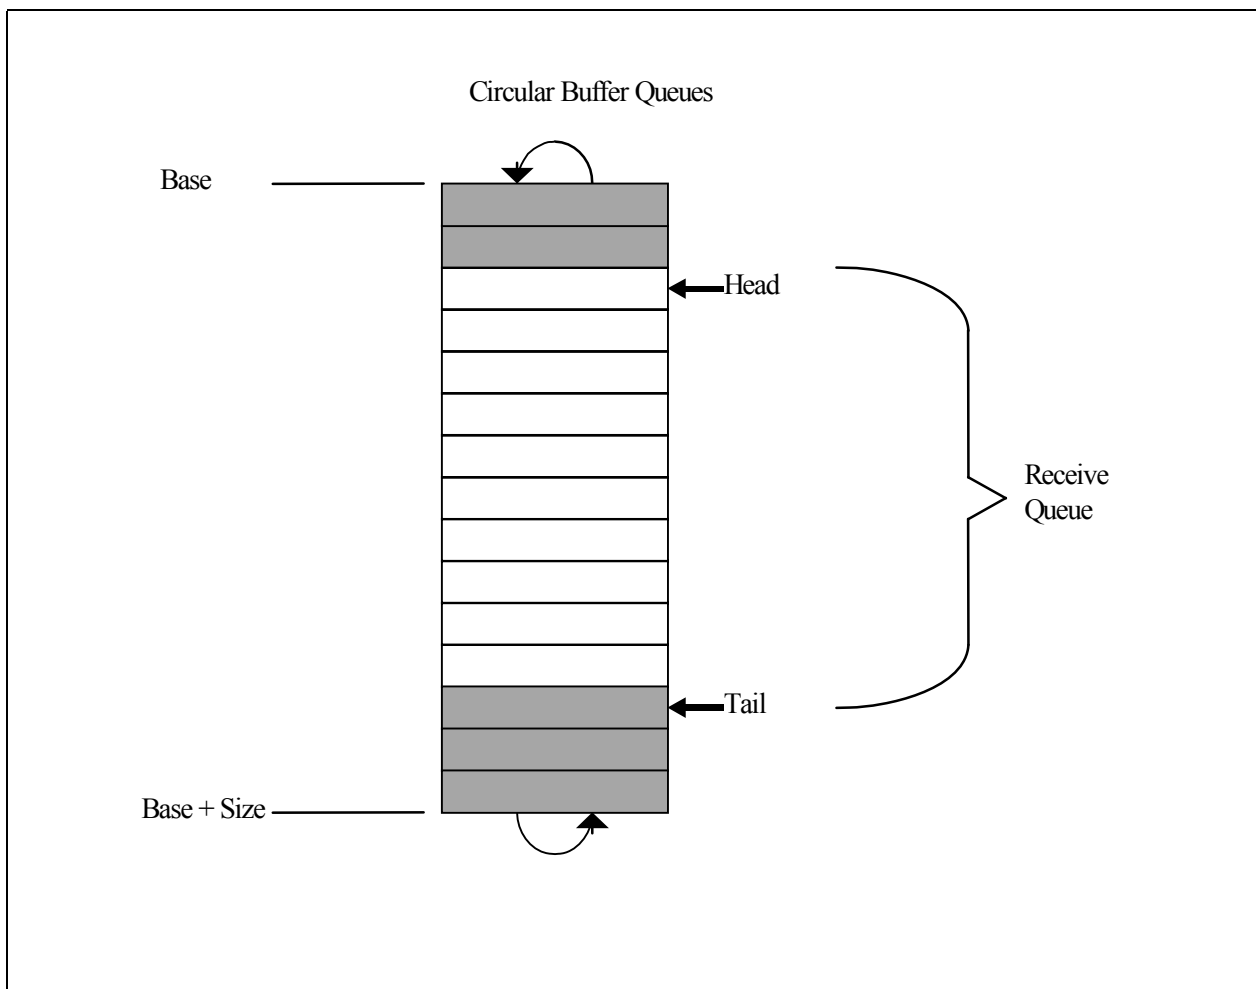 Circular Buffer Queues
Base
Head
Receive
Queue
Tail
Base + Size